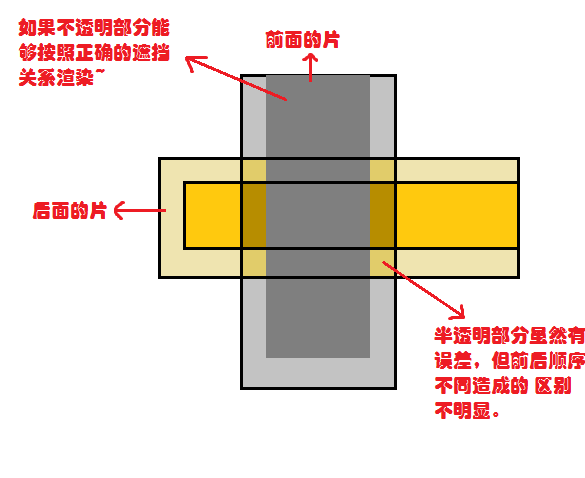 如果不透明部分能
够按照正确的遮挡
关系渲染~
前面的片
后面的片
半透明部分虽然有
误差，但前后顺序
不同造成的 区别
不明显。